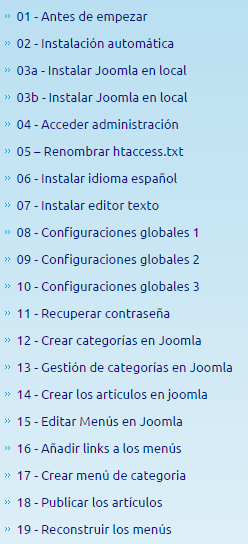 01 - Antes de empezar
02 - Instalación automática
03a - Instalar Joomla en local
03b - Instalar Joomla en local
04 - Acceder administración
05 – Renombrar htaccess.txt
06 - Instalar idioma español
07 - Instalar editor texto
08 - Configuraciones globales 1
09 - Configuraciones globales 2
10 - Configuraciones globales 3
11 - Recuperar contraseña
12 - Crear categorías en Joomla
13 - Gestión de categorías en Joomla
14 - Crear los artículos en joomla
15 - Editar Menús en Joomla
16 - Añadir links a los menús
17 - Crear menú de categoria
18 - Publicar los artículos
19 - Reconstruir los menús